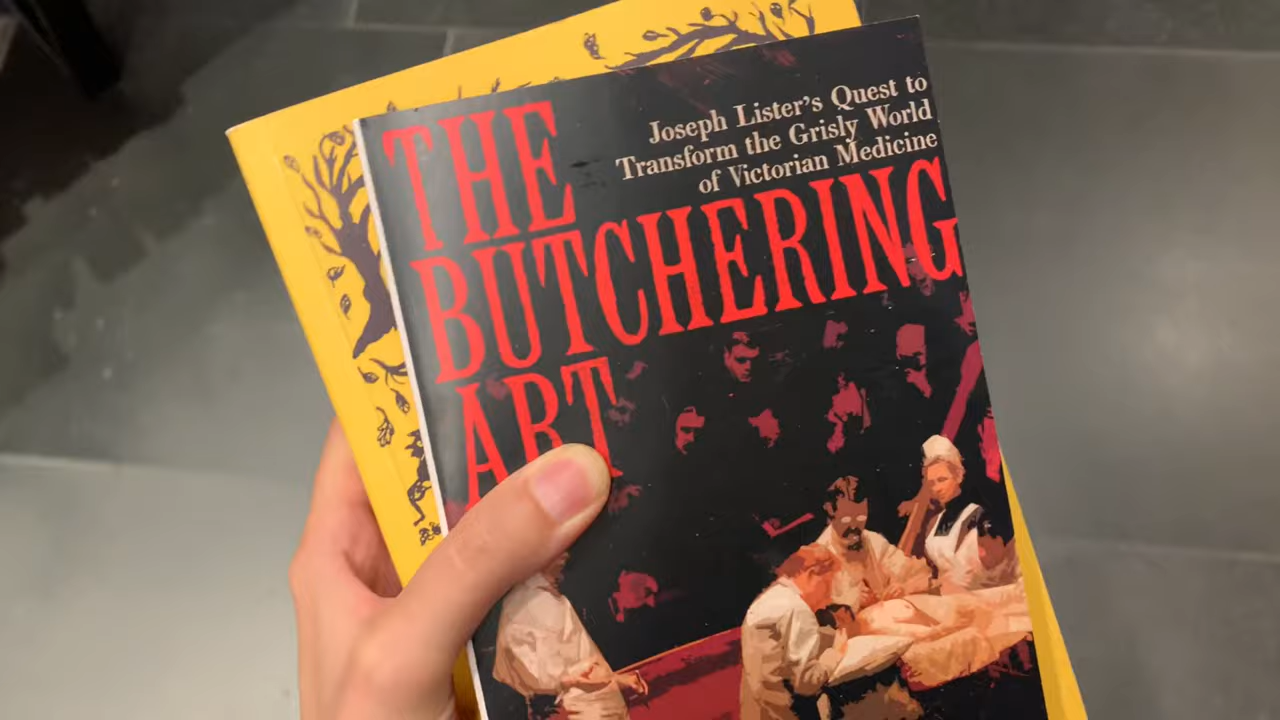 Joseph Lister's Quest to
Transform the Grisly World
of Victorian Medicine
THE
BUTCHERING
ART